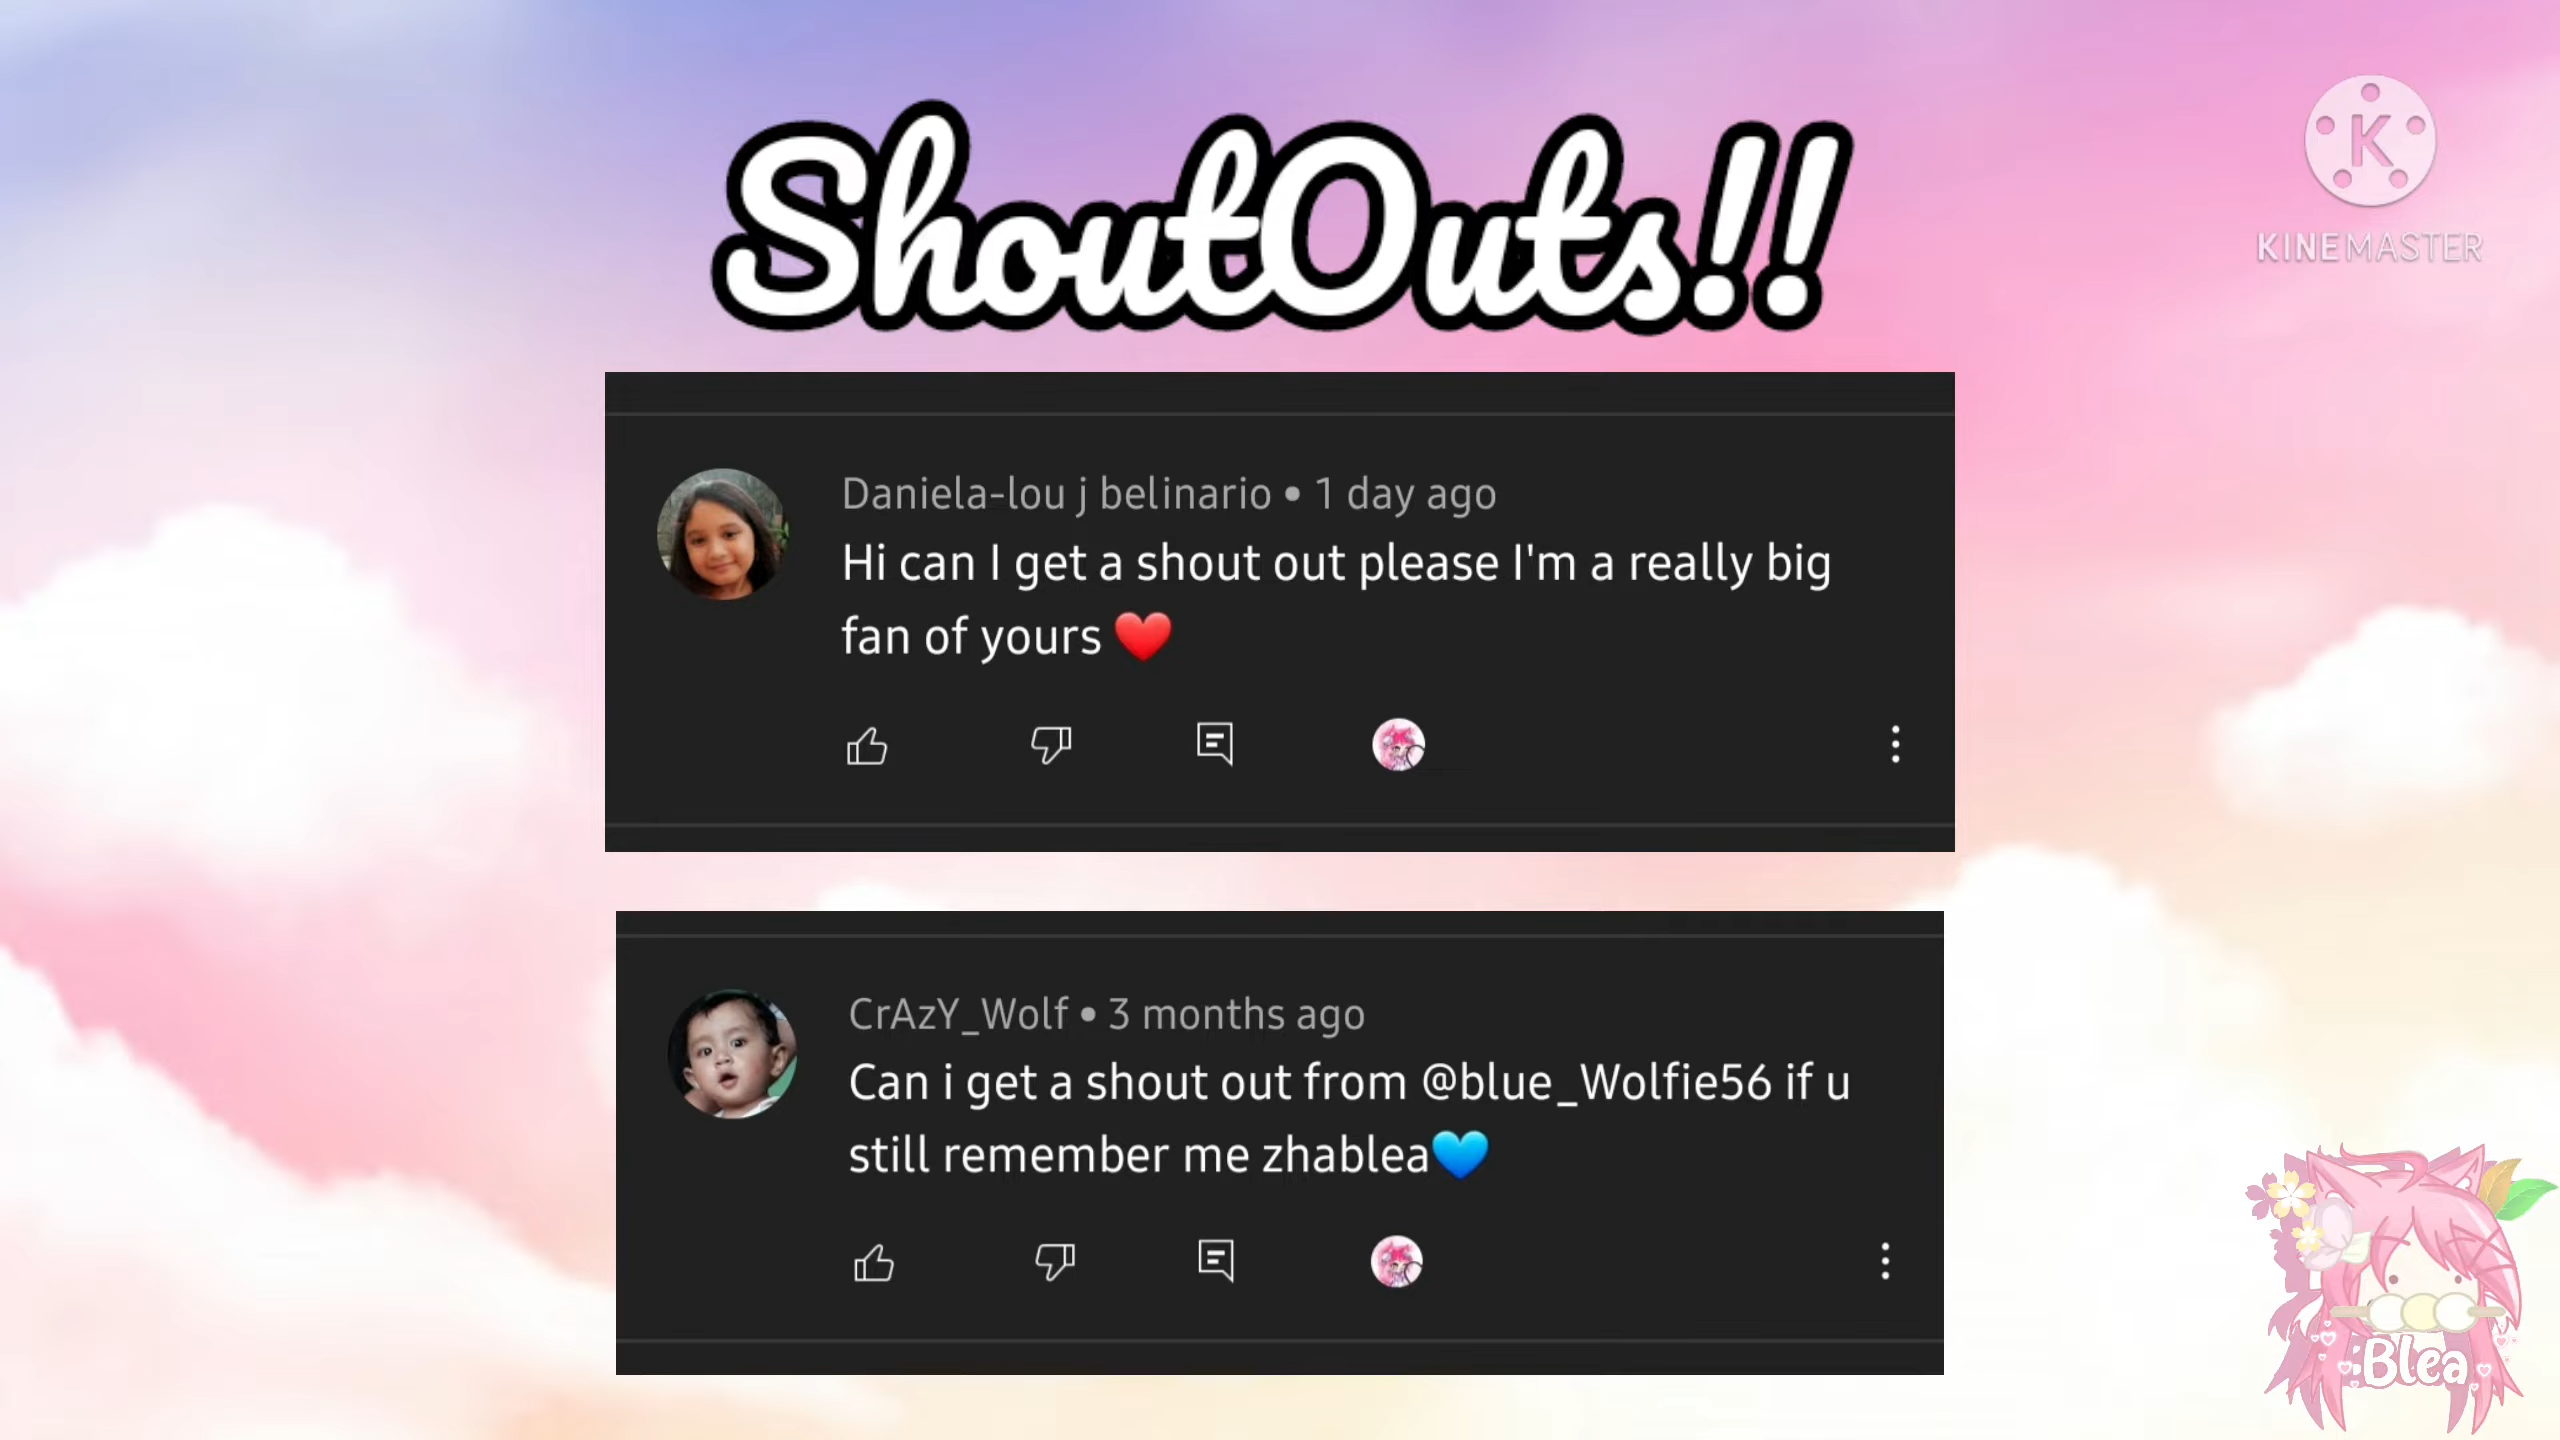 ShoutOuts!!
K
KINEMASTER
Daniela-lou j belinario • 1 day ago
Hi can I get a shout out please I'm a really big
fan of yours ❤️
CrAzY_Wolf • 3 months ago
Can i get a shout out from @blue_Wolfie56 if u
still remember me zhablea💙
Blea